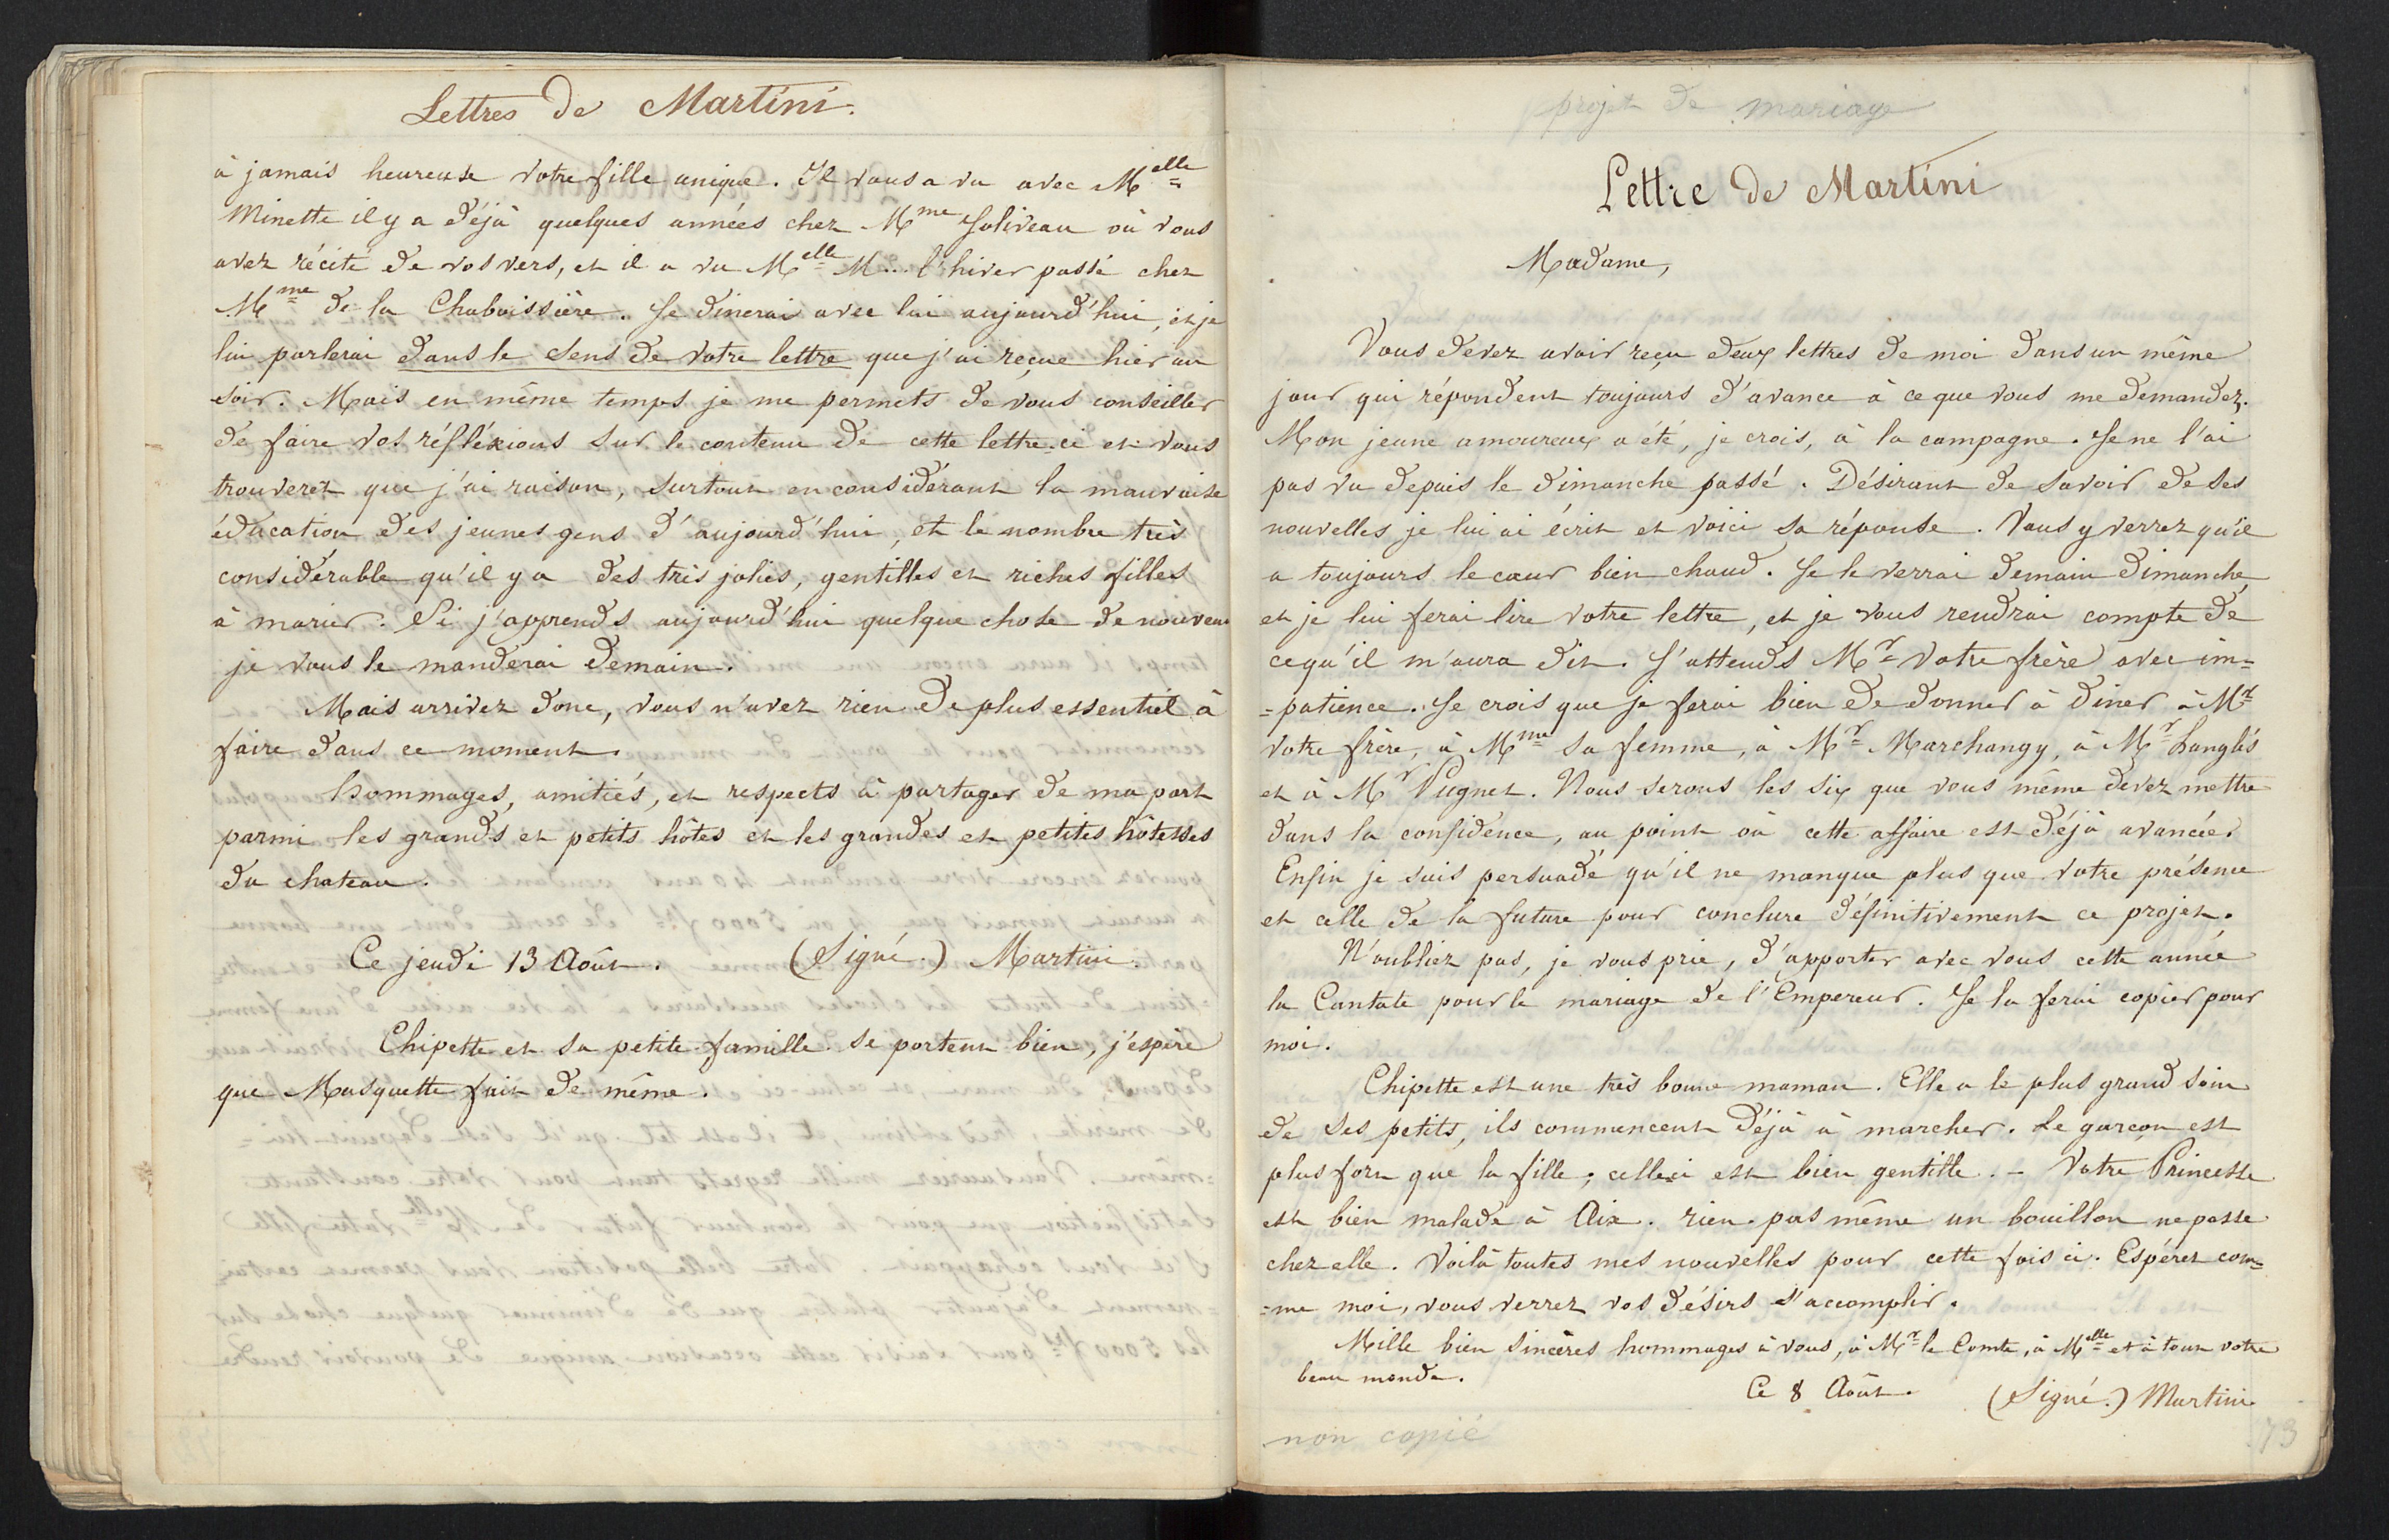 Lettres de Martini.
à jamais heureuse votre fille unique. Il vous a vu avec M^elle
Minette il y a déjà quelques années chez M^me Soliveau où vous
avez récité de vos vers, et il a vu M^elle M... l'hiver passé chez
M^me de la Chaboissière. Je dinerai avec lui aujourd'hui, et je
lui parlerai dans le sens de votre lettre que j'ai reçue hier au
soir. Mais en même temps je me permets de vous conseiller
de faire vos réfléxions sur le contenu de cette lettre-ci et vous
trouverez que j'ai raison, surtout en considérant la mauvaise
éducation des jeunes gens d'aujourd'hui, et le nombre très
considérable qu'il y a des très jolies, gentilles et riches filles
à marier. Si j'apprends aujourd'hui quelque chose de nouveau
je vous le manderai demain.
Mais arrivez donc, vous n'avez rien de plus essentiel à
faire dans ce moment.
Hommages, amitiés, et respects à partager de ma part
parmi les grands et petits hôtes et les grandes et petites hôtesses
du chateau.
Ce jeudi 13 Août. (Signé.) Martini.
Chipette et sa petite famille se portent bien, j'espère
que Musquette fait de même.
projet de mariage
Lettre de Martini
Madame,
Vous devez avoir reçu deux lettres de moi dans un même
jour qui répondent toujours d'avance à ce que vous me demandez.
Mon jeune amoureux a été, je crois, à la campagne. Je ne l'ai
pas vu depuis le dimanche passé. Désirant de savoir de ses
nouvelles je lui ai écrit et voici sa réponse. Vous y verrez qu'il
a toujours le cœur bien chaud. Je le verrai demain dimanche
et je lui ferai lire votre lettre, et je vous rendrai compte de
ce qu'il m'aura dit. J'attends M^r votre frère avec im=
=patience. Je crois que je ferai bien de donner à diner à M^r
votre frère, à M^me sa femme, à M^r Marchangy, à M^r Langlès
et à M^r Pugnet. Nous serons les six que vous même devez mettre
dans la confidence, au point où cette affaire est déjà avancée.
Enfin je suis persuadé qu'il ne manque plus que votre présence
et celle de la future pour conclure définitivement ce projet.
N'oubliez pas, je vous prie, d'apporter avec vous cette année
la Cantate pour le mariage de l'Empereur. Je la ferai copier pour
moi.
Chipette est une très bonne maman. Elle a le plus grand soin
de ses petits, ils commencent déjà à marcher. Le garçon est
plus fort que la fille; celle-ci est bien gentille. - Votre Princesse
est bien malade à Aix. rien pas même un bouillon ne passe
chez elle. Voilà toutes mes nouvelles pour cette fois ci. Espérez com=
=me moi, vous verrez vos désirs s'accomplir.
Mille bien sincères hommages à vous, à M^r le Comte, à M^elle et à tout votre
beau monde.
Ce 8 Août. (Signé.) Martini
non copié
73